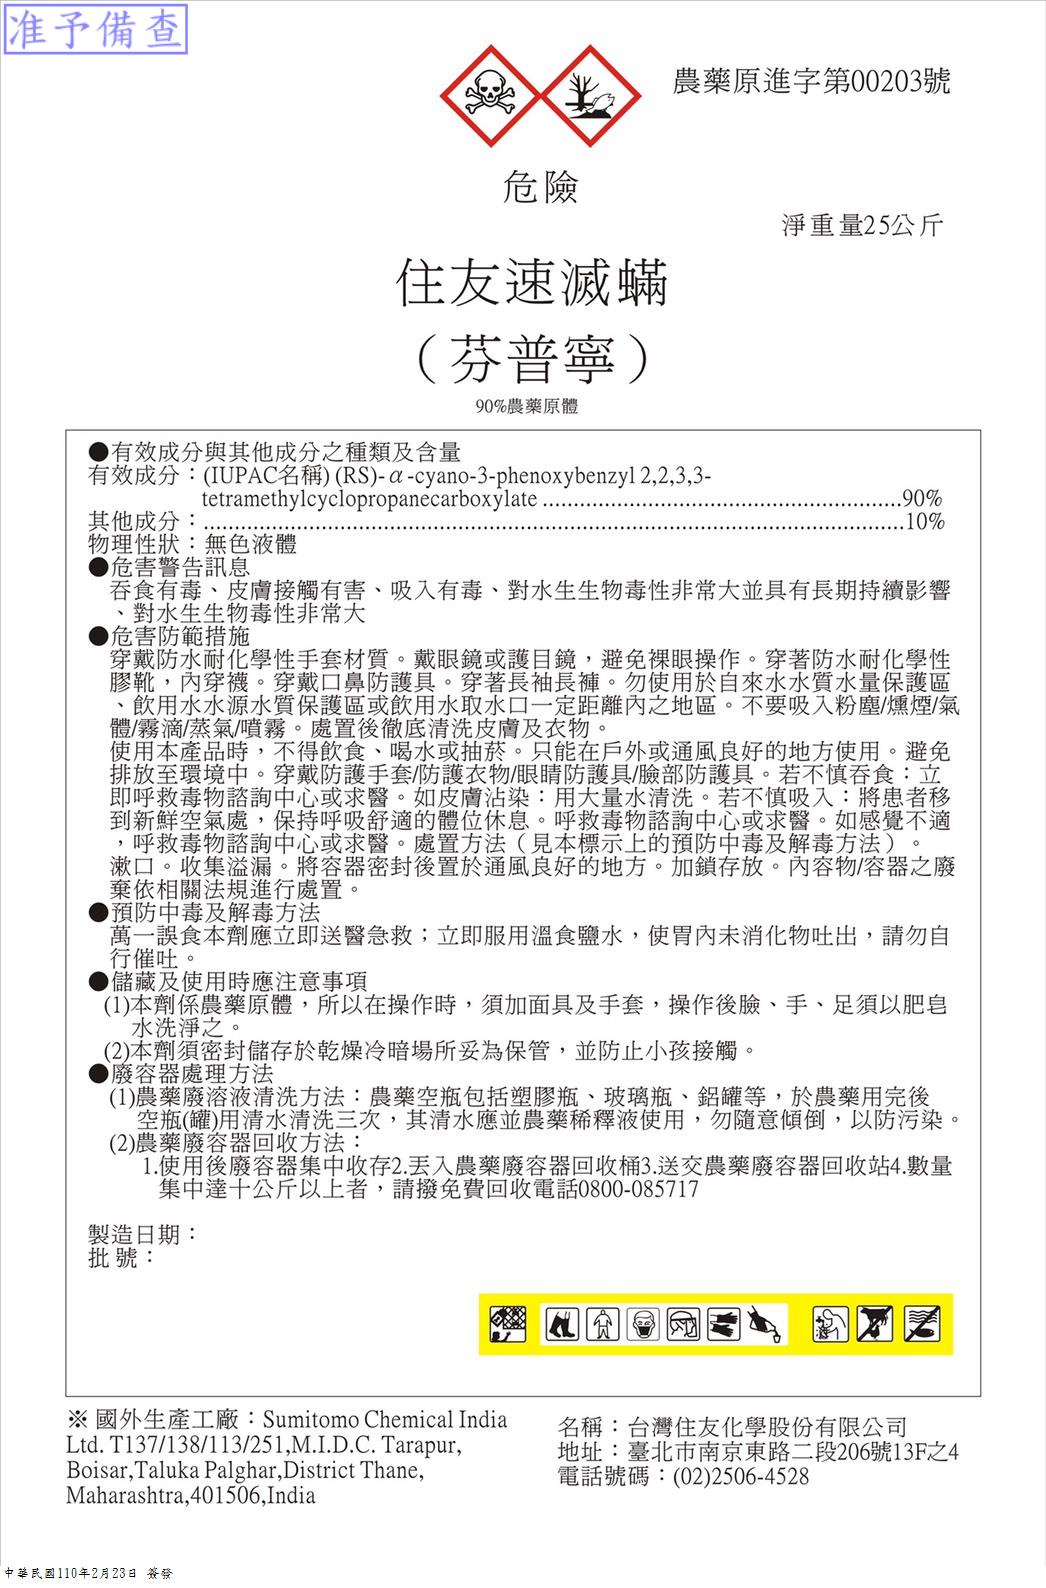 准予備查
農藥原進字第00203號
危險
淨重量25公斤
住友速滅蟎
（芬普寧）
90%農藥原體
●有效成分與其他成分之種類及含量
有效成分：(IUPAC名稱) (RS)-α-cyano-3-phenoxybenzyl 2,2,3,3-
tetramethylcyclopropanecarboxylate ................................................90%
其他成分：..............................................................................................10%
物理性狀：無色液體
●危害警告訊息
吞食有毒、皮膚接觸有害、吸入有毒、對水生生物毒性非常大並具有長期持續影響
、對水生生物毒性非常大
●危害防範措施
穿戴防水耐化學性手套材質。戴眼鏡或護目鏡，避免裸眼操作。穿著防水耐化學性
膠靴，內穿襪。穿戴口鼻防護具。穿著長袖長褲。勿使用於自來水水質水量保護區
、飲用水水源水質保護區或飲用水取水口一定距離內之地區。不要吸入粉塵/燻煙/氣
體/霧滴/蒸氣/噴霧。處置後徹底清洗皮膚及衣物。
使用本產品時，不得飲食、喝水或抽菸。只能在戶外或通風良好的地方使用。避免
排放至環境中。穿戴防護手套/防護衣物/眼睛防護具/臉部防護具。若不慎吞食：立
即呼救毒物諮詢中心或求醫。如皮膚沾染：用大量水清洗。若不慎吸入：將患者移
到新鮮空氣處，保持呼吸舒適的體位休息。呼救毒物諮詢中心或求醫。如感覺不適
，呼救毒物諮詢中心或求醫。處置方法（見本標示上的預防中毒及解毒方法）。
漱口。收集溢漏。將容器密封後置於通風良好的地方。加鎖存放。內容物/容器之廢
棄依相關法規進行處置。
●預防中毒及解毒方法
萬一誤食本劑應立即送醫急救；立即服用溫食鹽水，使胃內未消化物吐出，請勿自
行催吐。
●儲藏及使用時應注意事項
(1)本劑係農藥原體，所以在操作時，須加面具及手套，操作後臉、手、足須以肥皂
水洗淨之。
(2)本劑須密封儲存於乾燥冷暗場所妥為保管，並防止小孩接觸。
●廢容器處理方法
(1)農藥廢溶液清洗方法：農藥空瓶包括塑膠瓶、玻璃瓶、鋁罐等，於農藥用完後
空瓶(罐)用清水清洗三次，其清水應並農藥稀釋液使用，勿隨意傾倒，以防污染。
(2)農藥廢容器回收方法：
1.使用後廢容器集中收存2.丟入農藥廢容器回收桶3.送交農藥廢容器回收站4.數量
集中達十公斤以上者，請撥免費回收電話0800-085717
製造日期：
批 號：
※ 國外生產工廠：Sumitomo Chemical India
Ltd. T137/138/113/251,M.I.D.C. Tarapur,
Boisar,Taluka Palghar,District Thane,
Maharashtra,401506,India
名稱：台灣住友化學股份有限公司
地址：臺北市南京東路二段206號13F之4
電話號碼：(02)2506-4528
中華民國110年2月23日 簽發